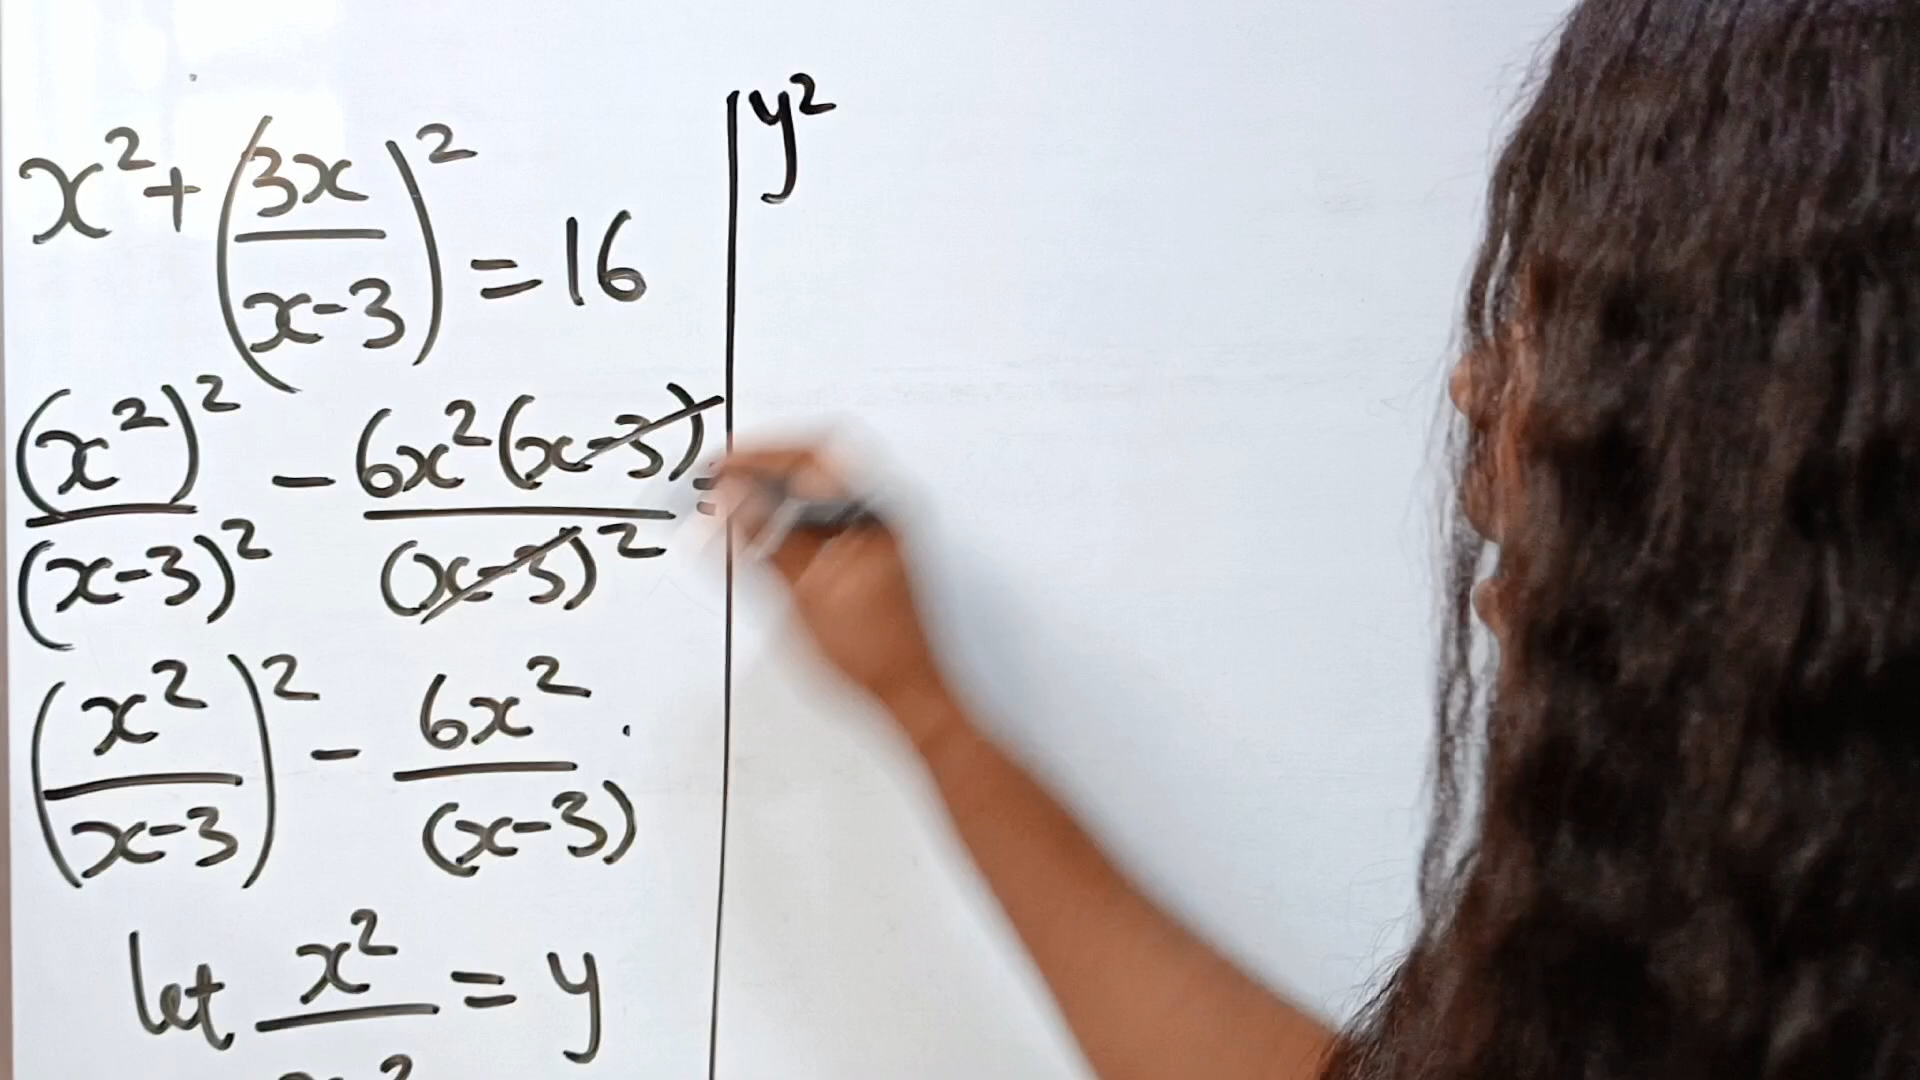 x² + (3x/(x-3))² = 16
(x²)²/(x-3)² - 6x²(x-3)/(x-3)² =
(x²/(x-3))² - 6x²/(x-3)
let x²/x-3 = y
y²